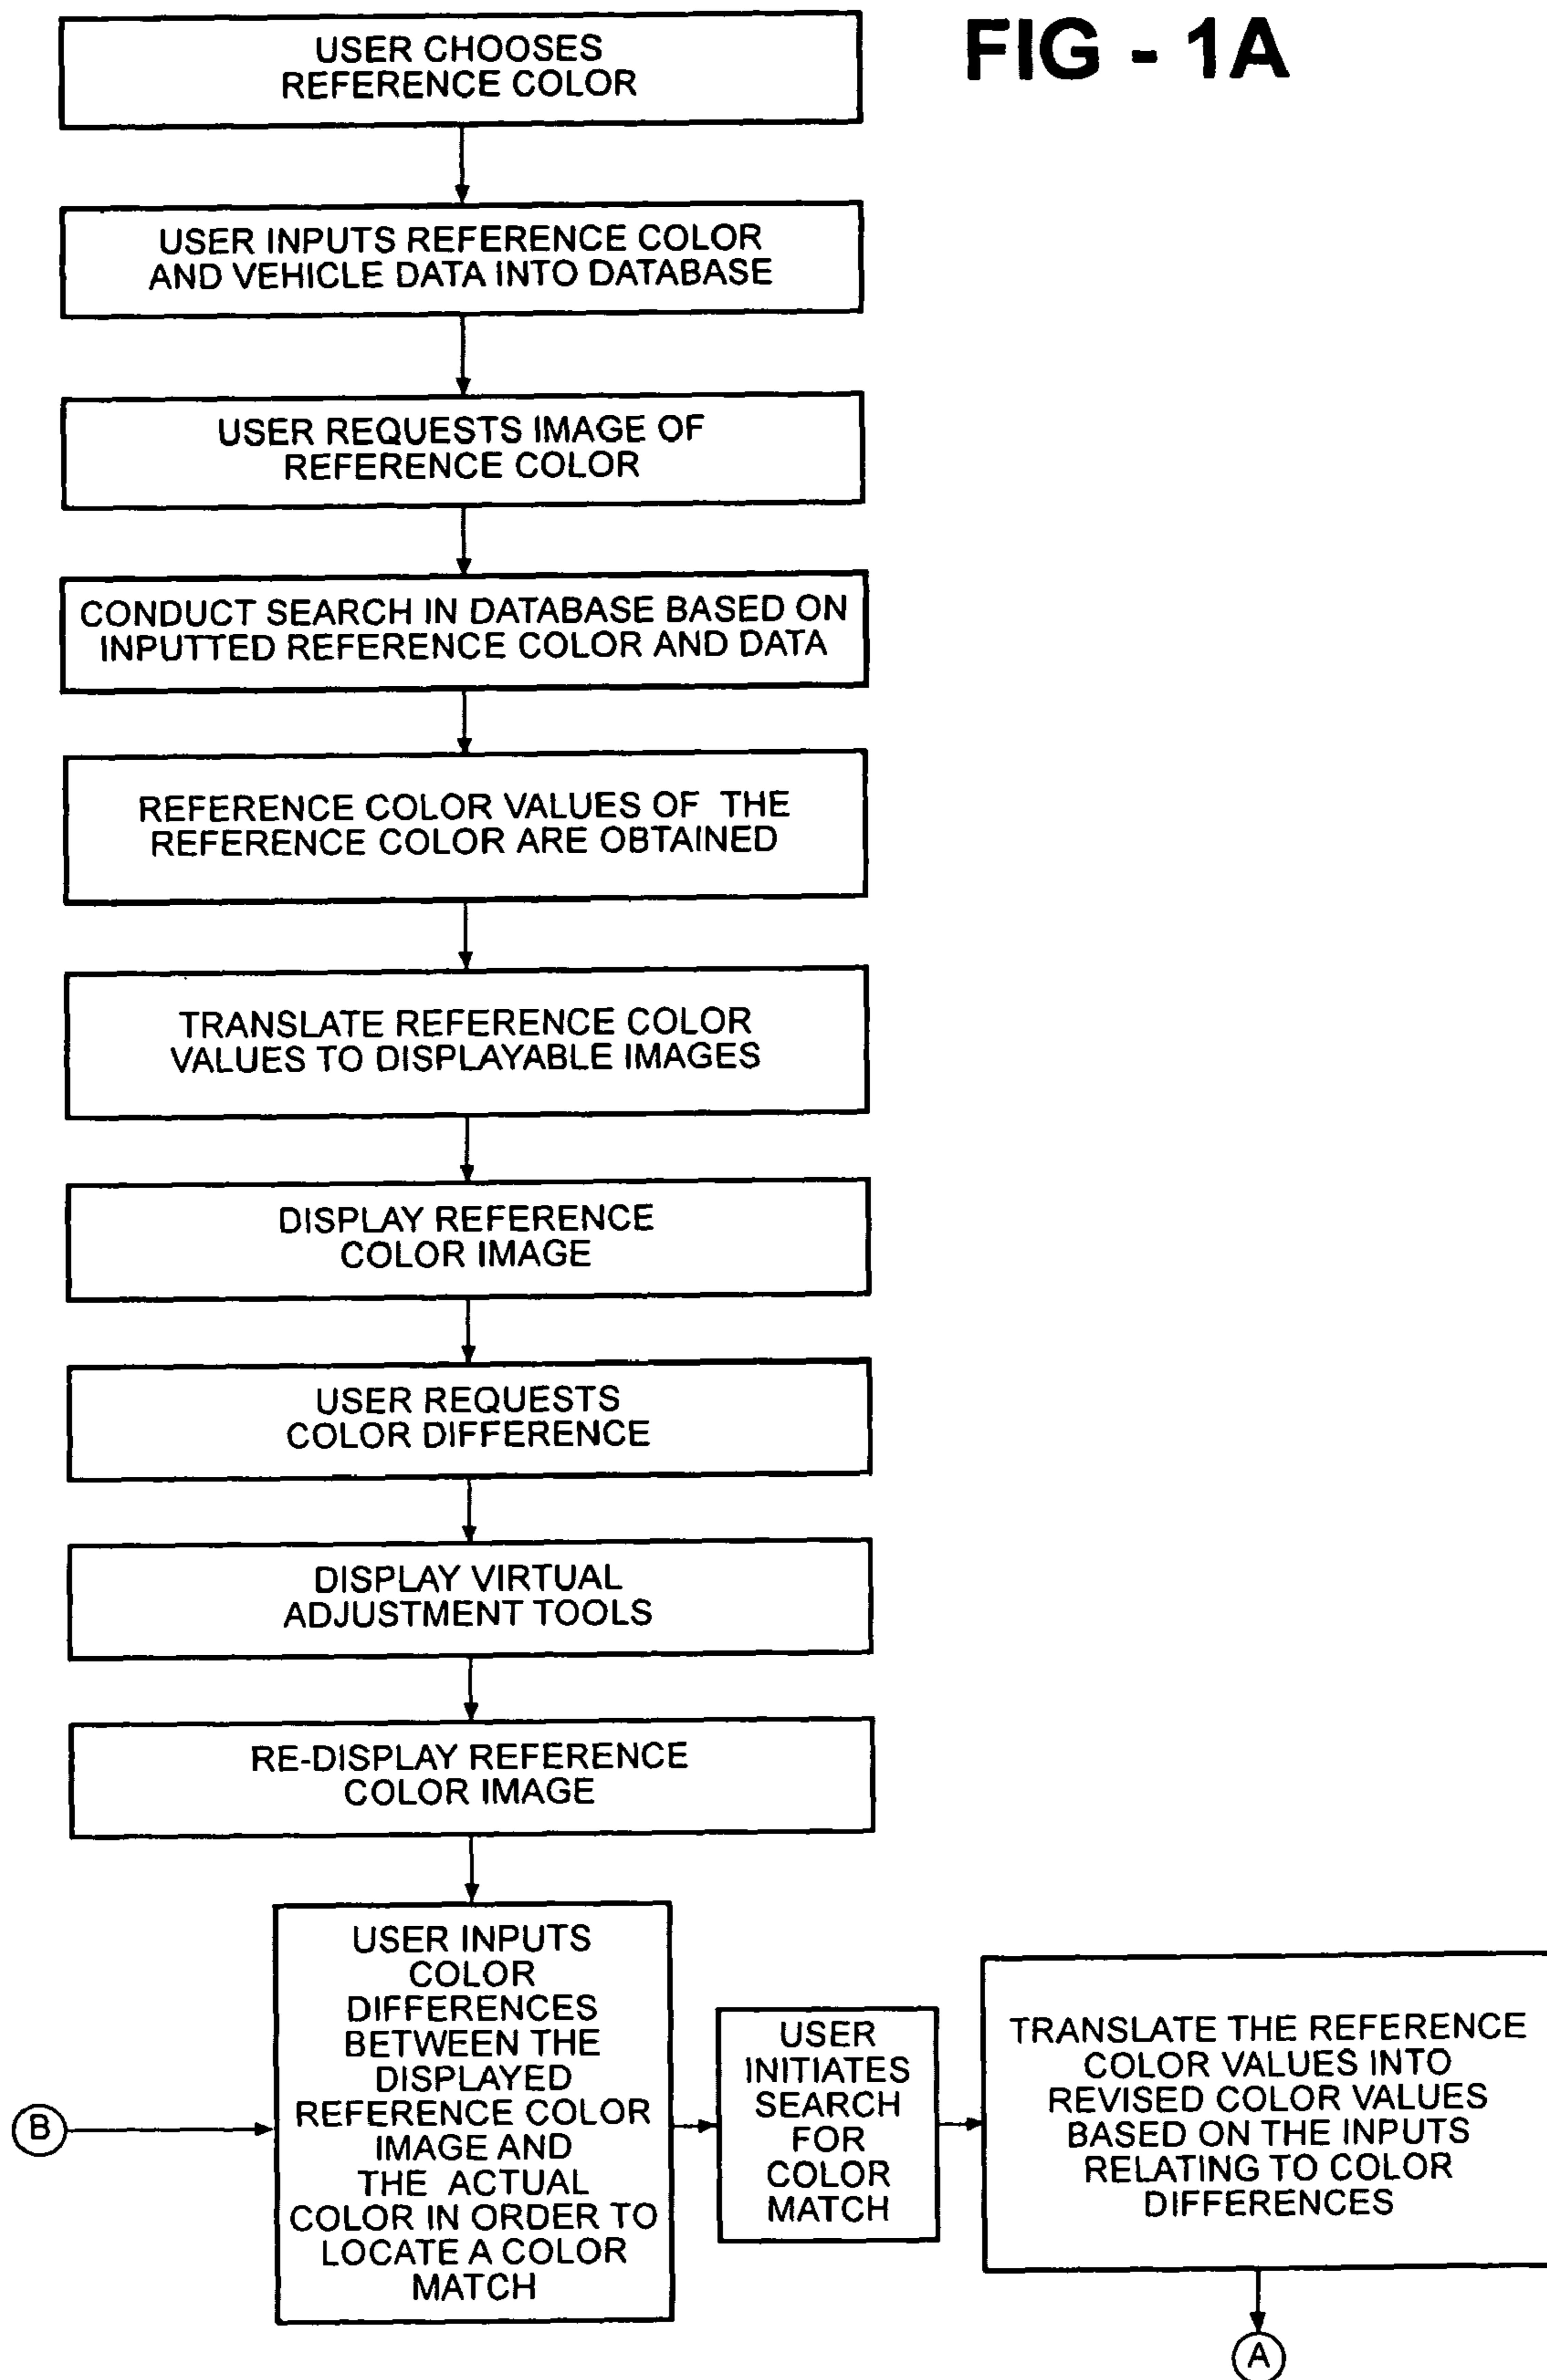 FIG - 1A
USER CHOOSES
REFERENCE COLOR
USER INPUTS REFERENCE COLOR
AND VEHICLE DATA INTO DATABASE
USER REQUESTS IMAGE OF
REFERENCE COLOR
CONDUCT SEARCH IN DATABASE BASED ON
INPUTTED REFERENCE COLOR AND DATA
REFERENCE COLOR VALUES OF THE
REFERENCE COLOR ARE OBTAINED
TRANSLATE REFERENCE COLOR
VALUES TO DISPLAYABLE IMAGES
DISPLAY REFERENCE
COLOR IMAGE
USER REQUESTS
COLOR DIFFERENCE
DISPLAY VIRTUAL
ADJUSTMENT TOOLS
RE-DISPLAY REFERENCE
COLOR IMAGE
B
USER INPUTS
COLOR
DIFFERENCES
BETWEEN THE
DISPLAYED
REFERENCE COLOR
IMAGE AND
THE ACTUAL
COLOR IN ORDER TO
LOCATE A COLOR
MATCH
USER
INITIATES
SEARCH
FOR
COLOR
MATCH
TRANSLATE THE REFERENCE
COLOR VALUES INTO
REVISED COLOR VALUES
BASED ON THE INPUTS
RELATING TO COLOR
DIFFERENCES
A